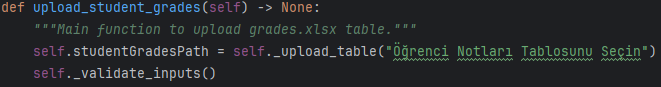 def upload_student_grades(self) -> None:
    """Main function to upload grades.xlsx table."""
    self.studentGradesPath = self._upload_table("Öğrenci Notları Tablosunu Seçin")
    self._validate_inputs()